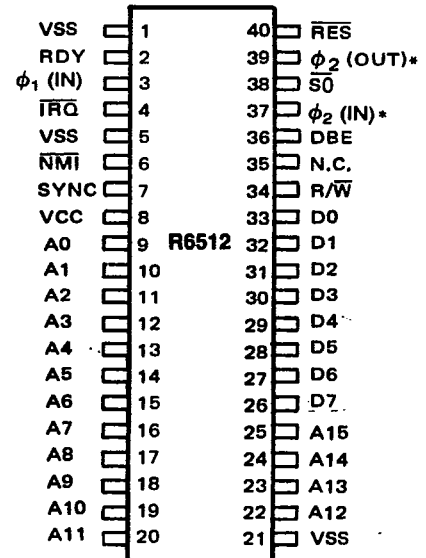 VSS 1 40 R̅E̅S̅
RDY 2 39 ϕ2 (OUT)*
ϕ1 (IN) 3 38 S̅0̅
I̅R̅Q̅ 4 37 ϕ2 (IN)*
VSS 5 36 DBE
N̅M̅I̅ 6 35 N.C.
SYNC 7 34 R/W̅
VCC 8 33 D0
A0 9 R6512 32 D1
A1 10 31 D2
A2 11 30 D3
A3 12 29 D4
A4 13 28 D5
A5 14 27 D6
A6 15 26 D7
A7 16 25 A15
A8 17 24 A14
A9 18 23 A13
A10 19 22 A12
A11 20 21 VSS